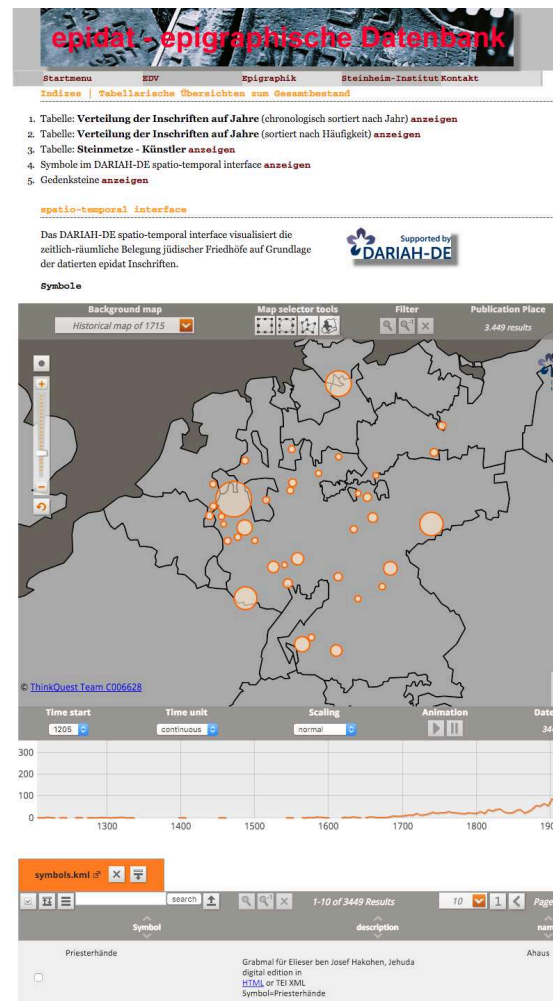 epidat - epigraphische Datenbank
Startmenu EDV Epigraphik Steinheim-Institut Kontakt
Indizes | Tabellarische Übersichten zum Gesamtbestand
1. Tabelle: Verteilung der Inschriften auf Jahre (chronologisch sortiert nach Jahr) anzeigen
2. Tabelle: Verteilung der Inschriften auf Jahre (sortiert nach Häufigkeit) anzeigen
3. Tabelle: Steinmetze - Künstler anzeigen
4. Symbole im DARIAH-DE spatio-temporal interface anzeigen
5. Gedenksteine anzeigen
spatio-temporal interface
Das DARIAH-DE spatio-temporal interface visualisiert die
zeitlich-räumliche Belegung jüdischer Friedhöfe auf Grundlage
der datierten epidat Inschriften.
Supported by
DARIAH-DE
Symbole
Background map Map selector tools Filter Publication Place
Historical map of 1715 3.449 results
© ThinkQuest Team C006628
Time start Time unit Scaling Animation Date
1205 continuous normal 344
300
200
100
0
1300 1400 1500 1600 1700 1800 190
symbols.kml
search 1-10 of 3449 Results 10 1 Page
Symbol description nam
Priesterhände Ahaus
Grabmal für Elieser ben Josef Hakohen, Jehuda
digital edition in
HTML or TEI XML
Symbol=Priesterhände